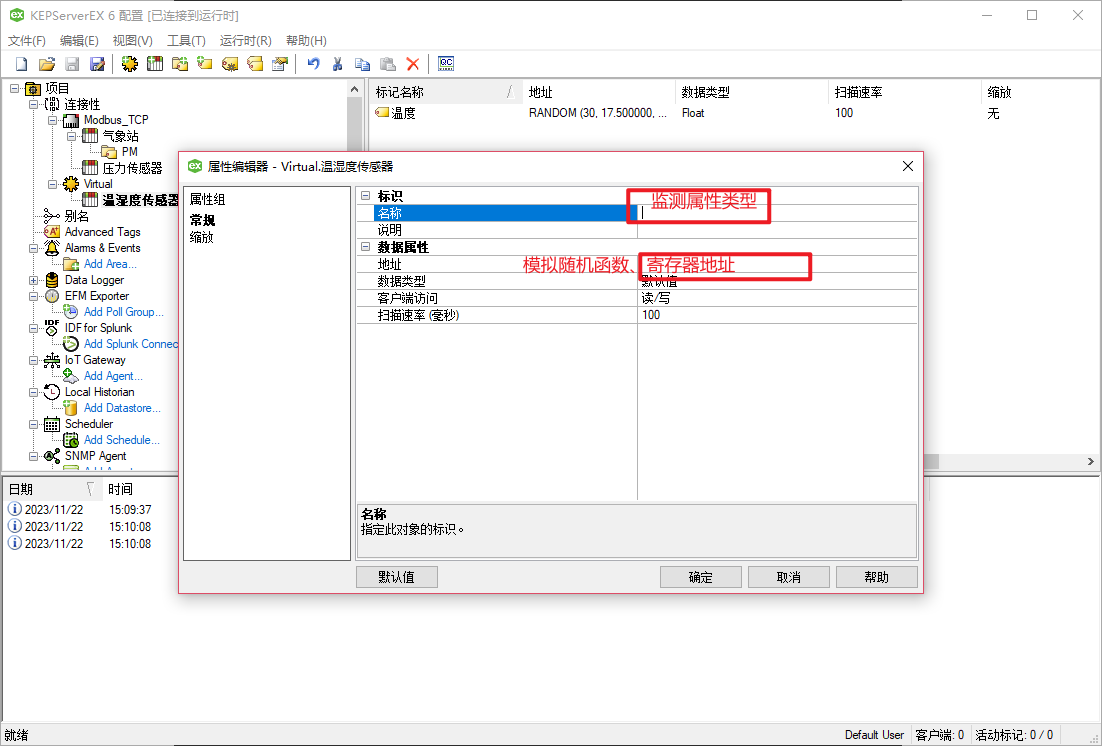 KEPServerEX 6 配置 [已连接到运行时]
文件(F) 编辑(E) 视图(V) 工具(T) 运行时(R) 帮助(H)
项目
连接性
Modbus_TCP
气象站
PM
压力传感器
Virtual
温湿度传感器
别名
Advanced Tags
Alarms & Events
Add Area...
Data Logger
Add Poll Group...
EFM Exporter
IDF for Splunk
Add Splunk Connec
IoT Gateway
Add Agent...
Local Historian
Add Datastore...
Scheduler
Add Schedule...
SNMP Agent
标记名称 / 地址 数据类型 扫描速率 缩放
温度 RANDOM (30, 17.500000, ... Float 100 无
属性编辑器 - Virtual.温湿度传感器
属性组
常规
缩放
标识
名称 监测属性类型
说明
数据属性
地址 模拟随机函数、寄存器地址
数据类型 默认值
客户端访问 读/写
扫描速率 (毫秒) 100
名称
指定此对象的标识。
默认值 确定 取消 帮助
日期 时间
2023/11/22 15:09:37
2023/11/22 15:10:08
2023/11/22 15:10:08
就绪 Default User 客户端: 0 活动标记: 0 / 0